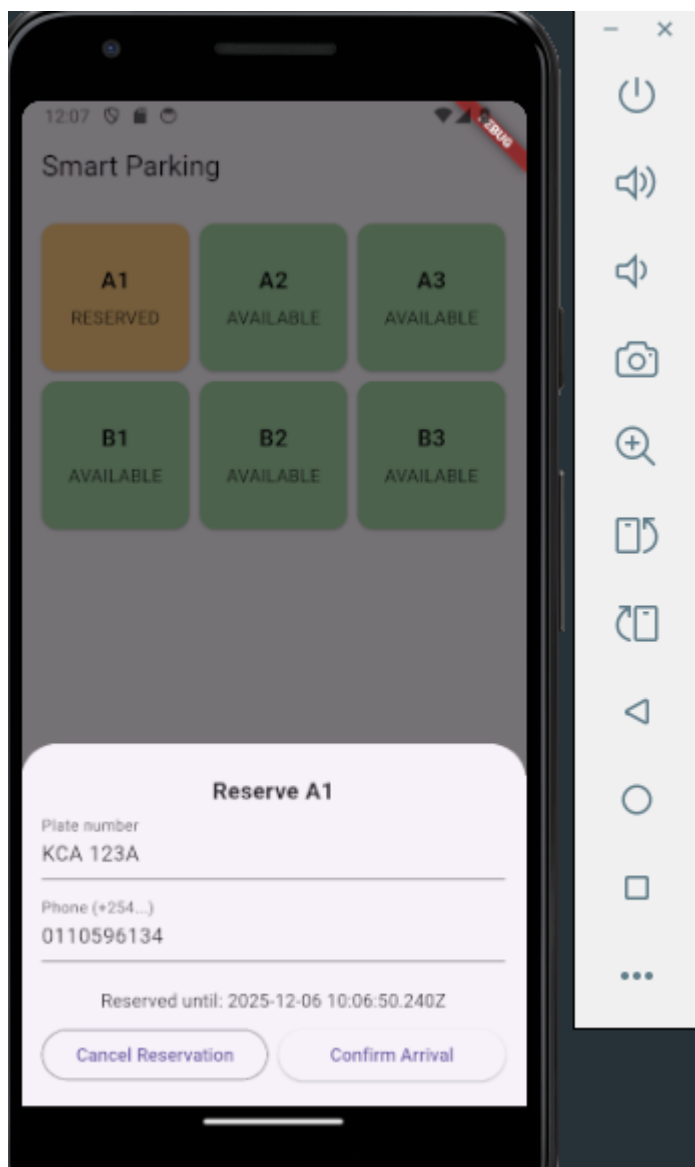 12:07
Smart Parking
A1 A2 A3
RESERVED AVAILABLE AVAILABLE
B1 B2 B3
AVAILABLE AVAILABLE AVAILABLE
Reserve A1
Plate number
KCA 123A
Phone (+254...)
0110596134
Reserved until: 2025-12-06 10:06:50.240Z
Cancel Reservation Confirm Arrival